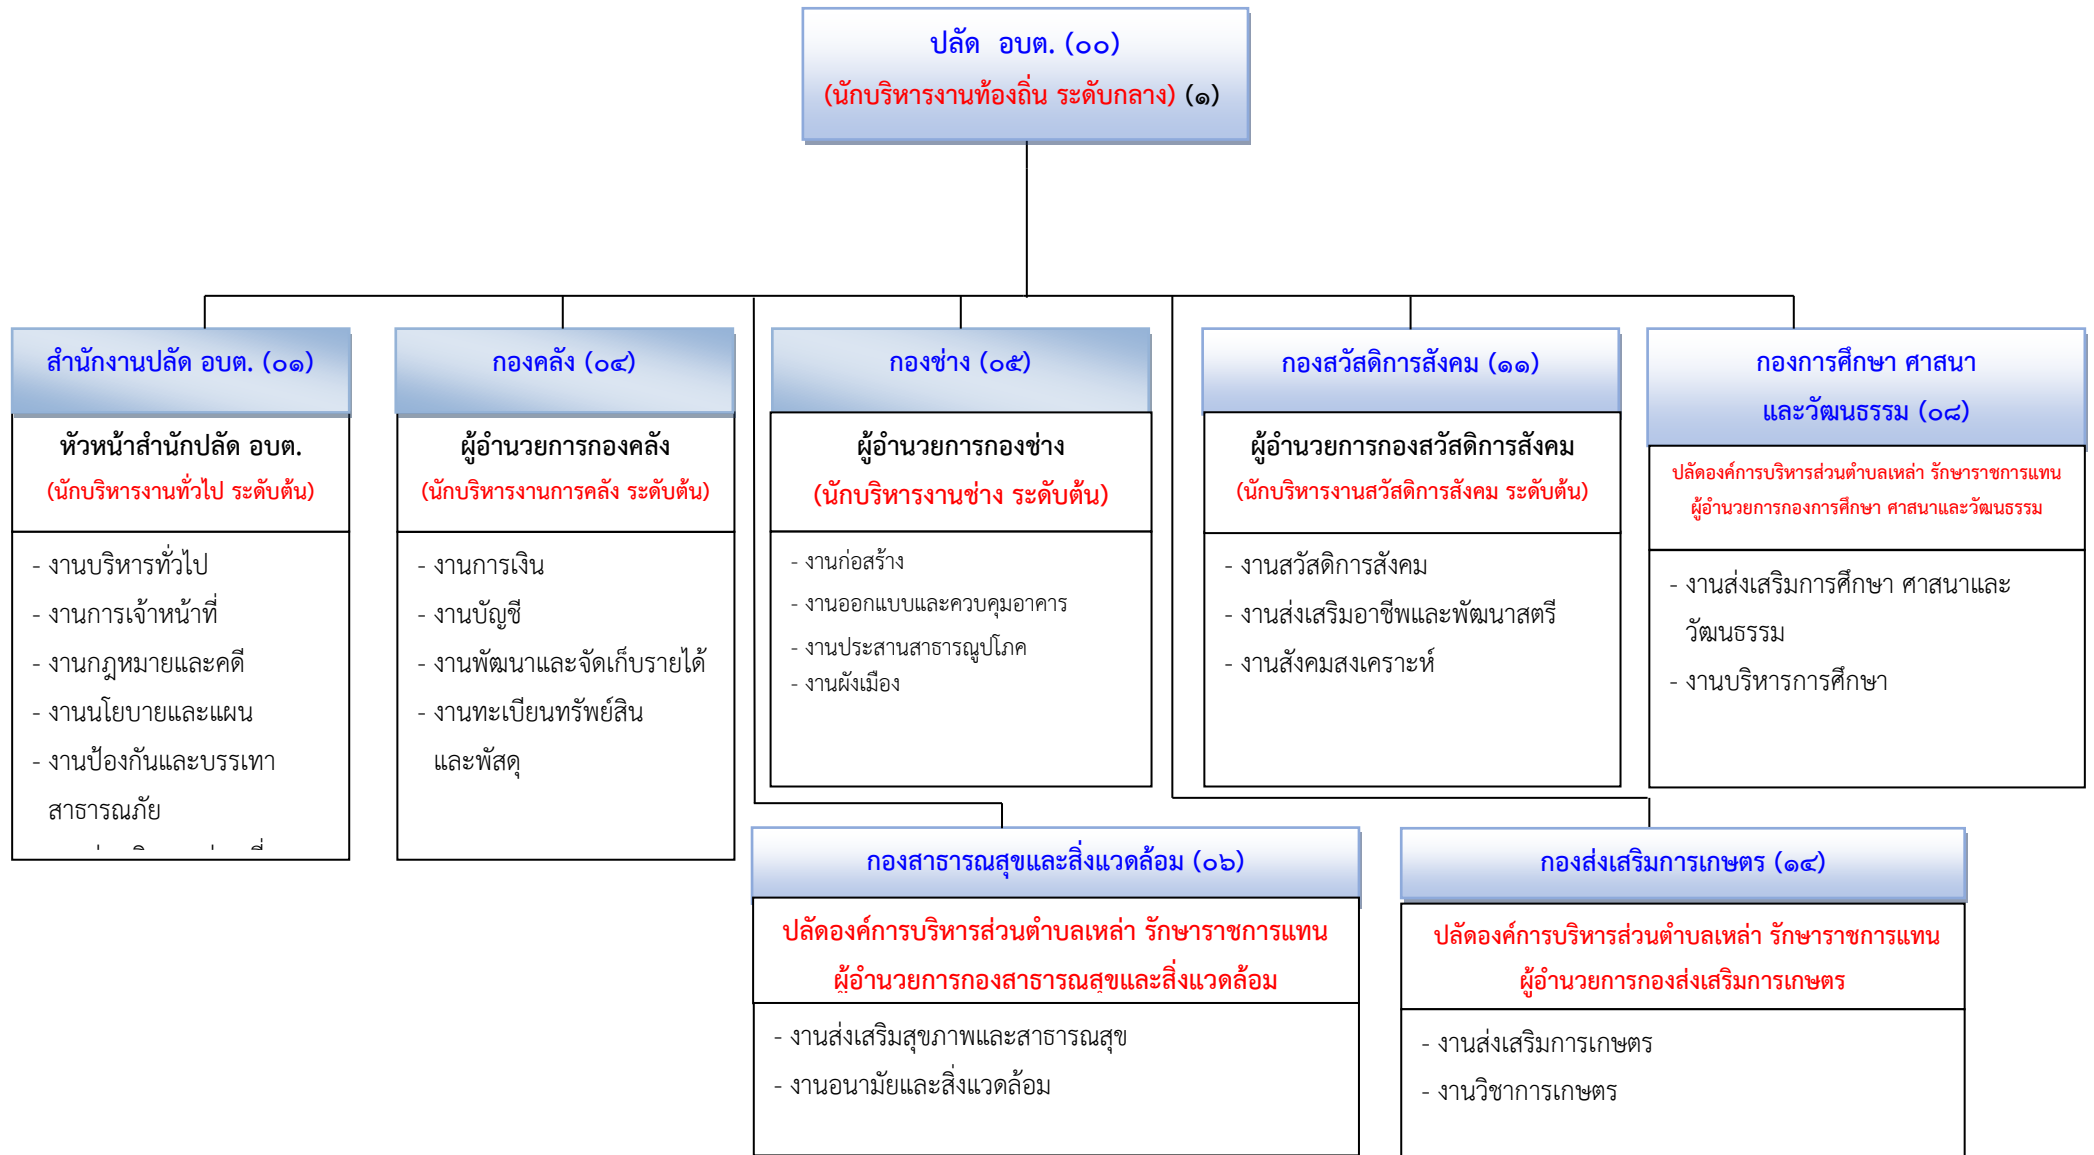 ปลัด อบต. (๐๐)
(นักบริหารงานท้องถิ่น ระดับกลาง) (๑)
สำนักงานปลัด อบต. (๐๑)
หัวหน้าสำนักปลัด อบต.
(นักบริหารงานทั่วไป ระดับต้น)
- งานบริหารทั่วไป
- งานการเจ้าหน้าที่
- งานกฎหมายและคดี
- งานนโยบายและแผน
- งานป้องกันและบรรเทา
สาธารณภัย
กองคลัง (๐๔)
ผู้อำนวยการกองคลัง
(นักบริหารงานการคลัง ระดับต้น)
- งานการเงิน
- งานบัญชี
- งานพัฒนาและจัดเก็บรายได้
- งานทะเบียนทรัพย์สิน
และพัสดุ
กองช่าง (๐๕)
ผู้อำนวยการกองช่าง
(นักบริหารงานช่าง ระดับต้น)
- งานก่อสร้าง
- งานออกแบบและควบคุมอาคาร
- งานประสานสาธารณูปโภค
- งานผังเมือง
กองสวัสดิการสังคม (๑๑)
ผู้อำนวยการกองสวัสดิการสังคม
(นักบริหารงานสวัสดิการสังคม ระดับต้น)
- งานสวัสดิการสังคม
- งานส่งเสริมอาชีพและพัฒนาสตรี
- งานสังคมสงเคราะห์
กองการศึกษา ศาสนา
และวัฒนธรรม (๐๘)
ปลัดองค์การบริหารส่วนตำบลเหล่า รักษาราชการแทน
ผู้อำนวยการกองการศึกษา ศาสนาและวัฒนธรรม
- งานส่งเสริมการศึกษา ศาสนาและ
วัฒนธรรม
- งานบริหารการศึกษา
กองสาธารณสุขและสิ่งแวดล้อม (๐๖)
ปลัดองค์การบริหารส่วนตำบลเหล่า รักษาราชการแทน
ผู้อำนวยการกองสาธารณสุขและสิ่งแวดล้อม
- งานส่งเสริมสุขภาพและสาธารณสุข
- งานอนามัยและสิ่งแวดล้อม
กองส่งเสริมการเกษตร (๑๔)
ปลัดองค์การบริหารส่วนตำบลเหล่า รักษาราชการแทน
ผู้อำนวยการกองส่งเสริมการเกษตร
- งานส่งเสริมการเกษตร
- งานวิชาการเกษตร